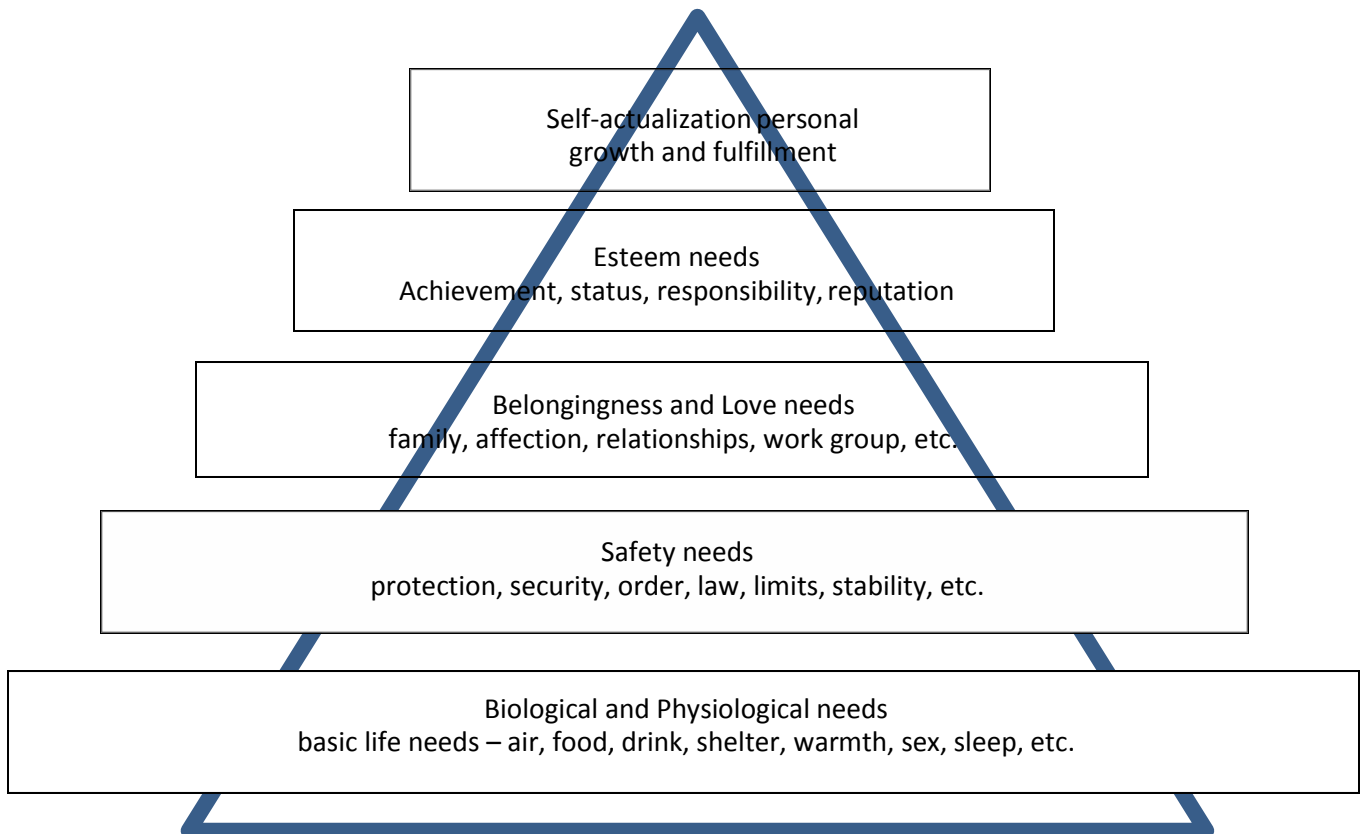 Self-actualization personal
growth and fulfillment
Esteem needs
Achievement, status, responsibility, reputation
Belongingness and Love needs
family, affection, relationships, work group, etc.
Safety needs
protection, security, order, law, limits, stability, etc.
Biological and Physiological needs
basic life needs – air, food, drink, shelter, warmth, sex, sleep, etc.